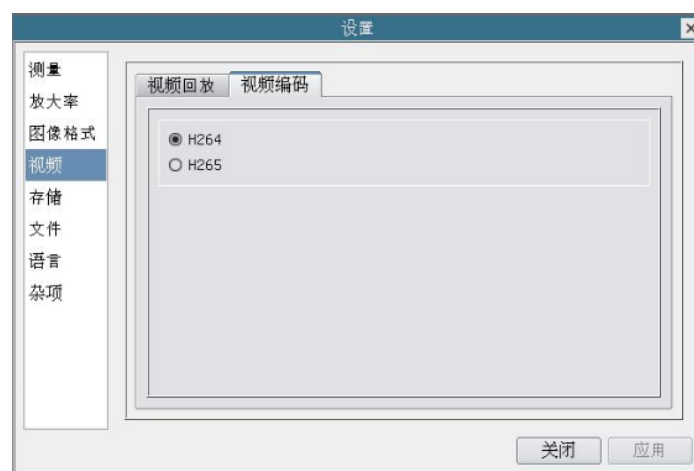 设置
测量
放大率
图像格式
视频
存储
文件
语言
杂项
视频回放 视频编码
H264
H265
关闭 应用